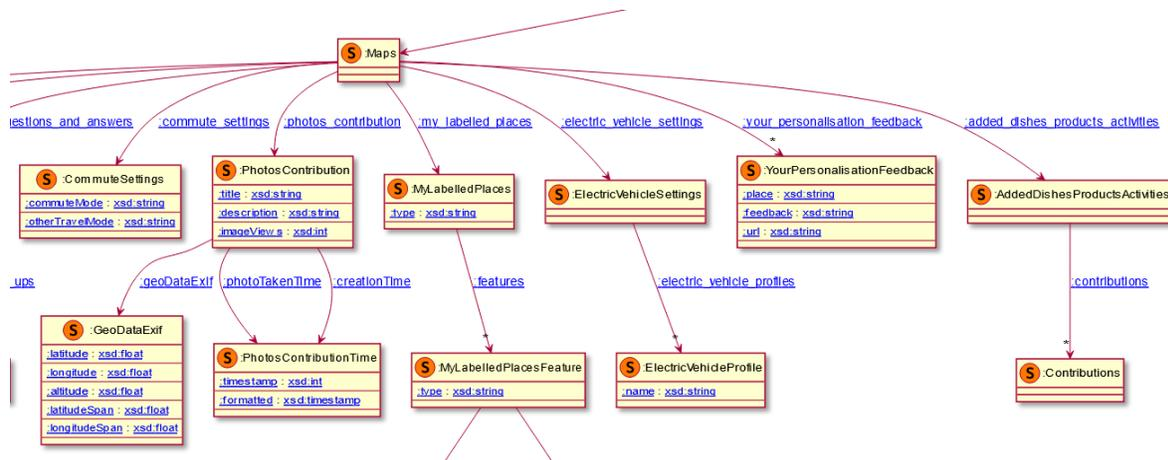 S :Maps
:commute_settings :photos_contribution :my_labelled_places :electric_vehicle_settings :your_personalisation_feedback :added_dishes_products_activities
*
S :CommuteSettings
:commuteMode : xsd:string
:otherTravelMode : xsd:string
S :PhotosContribution
:title : xsd:string
:description : xsd:string
:imageViews : xsd:int
S :MyLabelledPlaces
:type : xsd:string
S :ElectricVehicleSettings
S :YourPersonalisationFeedback
:place : xsd:string
:feedback : xsd:string
:url : xsd:string
S :AddedDishesProductsActivities
_ups :geoDataExif :photoTakenTime :creationTime :features :electric_vehicle_profiles :contributions
* * *
S :GeoDataExif
:latitude : xsd:float
:longitude : xsd:float
:altitude : xsd:float
:latitudeSpan : xsd:float
:longitudeSpan : xsd:float
S :PhotosContributionTime
:timestamp : xsd:int
:formatted : xsd:timestamp
S :MyLabelledPlacesFeature
:type : xsd:string
S :ElectricVehicleProfile
:name : xsd:string
S :Contributions